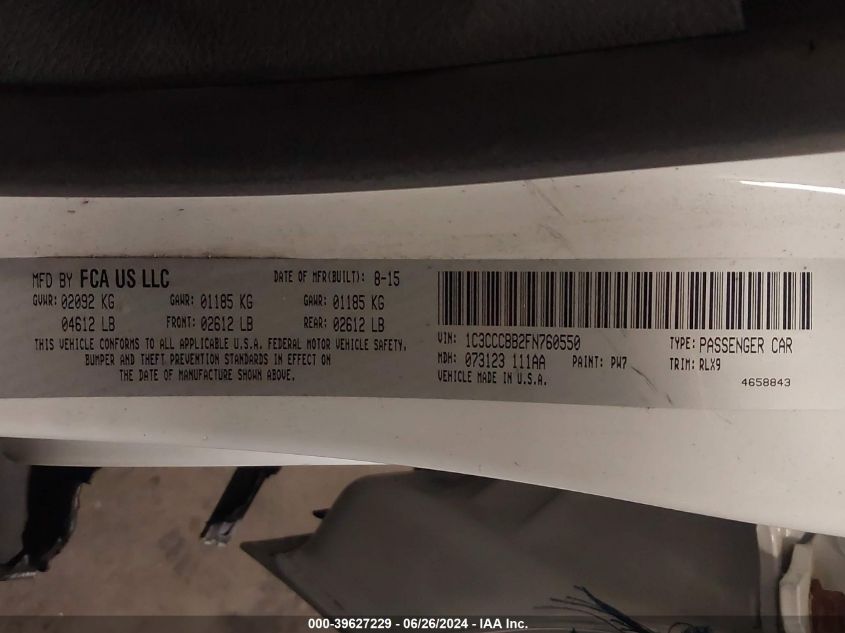 MFD BY FCA US LLC DATE OF MFR(BUILT): 8-15
GVWR: 02092 KG GAWR: 01185 KG GAWR: 01185 KG
04612 LB FRONT: 02612 LB REAR: 02612 LB
THIS VEHICLE CONFORMS TO ALL APPLICABLE U.S.A. FEDERAL MOTOR VEHICLE SAFETY,
BUMPER AND THEFT PREVENTION STANDARDS IN EFFECT ON
THE DATE OF MANUFACTURE SHOWN ABOVE.
VIN: 1C3CCCBB2FN760550 TYPE: PASSENGER CAR
MDH: 073123 111AA PAINT: PW7 TRIM: RLX9
VEHICLE MADE IN U.S.A.
4658843
000-39627229 - 06/26/2024 - IAA Inc.